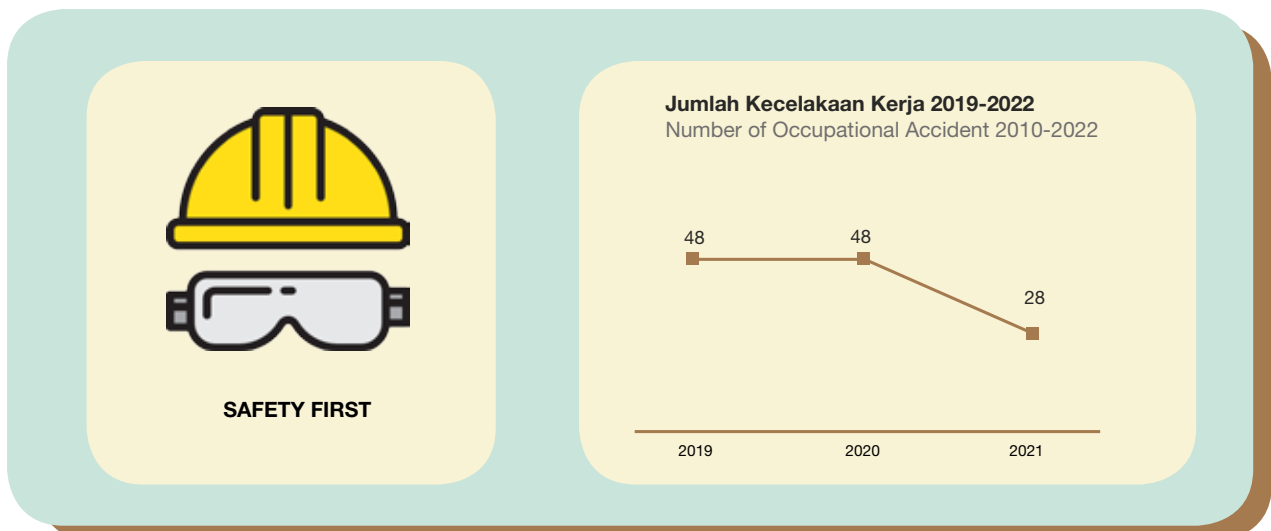 SAFETY FIRST
Jumlah Kecelakaan Kerja 2019-2022
Number of Occupational Accident 2010-2022
48
48
28
2019
2020
2021